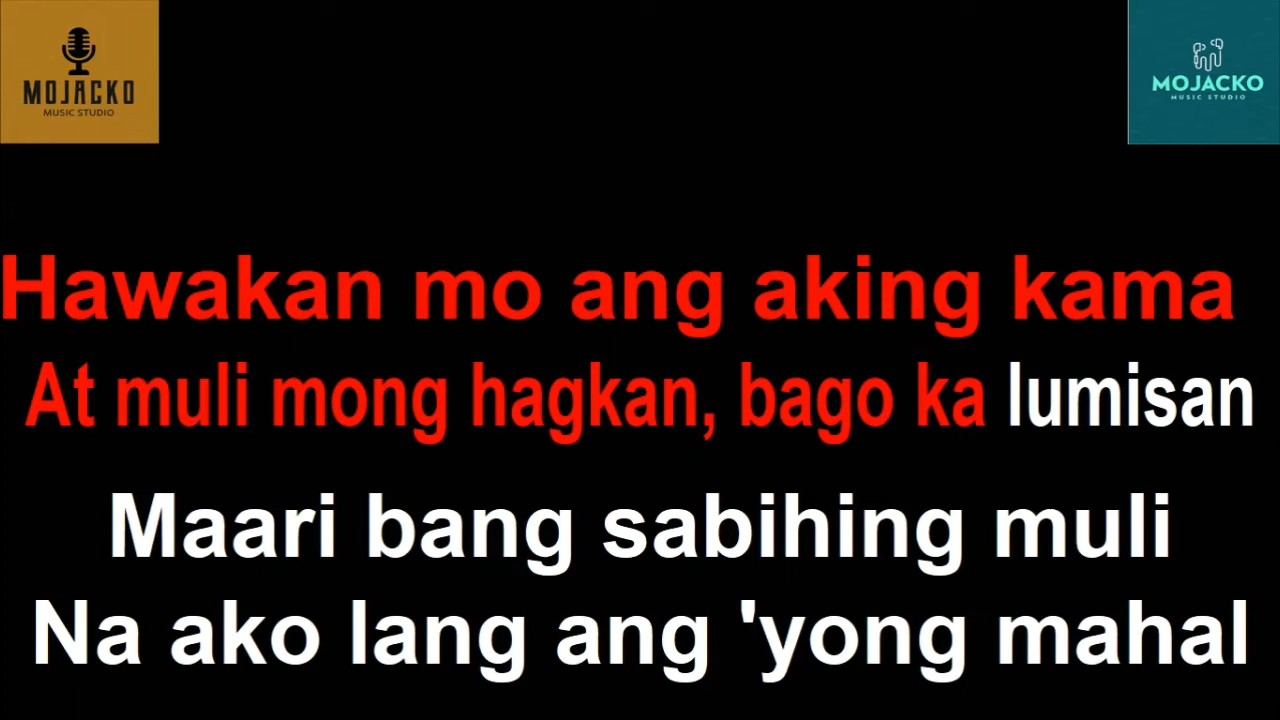 MOJACKO
MUSIC STUDIO
MOJACKO
MUSIC STUDIO
Hawakan mo ang aking kama
At muli mong hagkan, bago ka lumisan
Maari bang sabihing muli
Na ako lang ang 'yong mahal